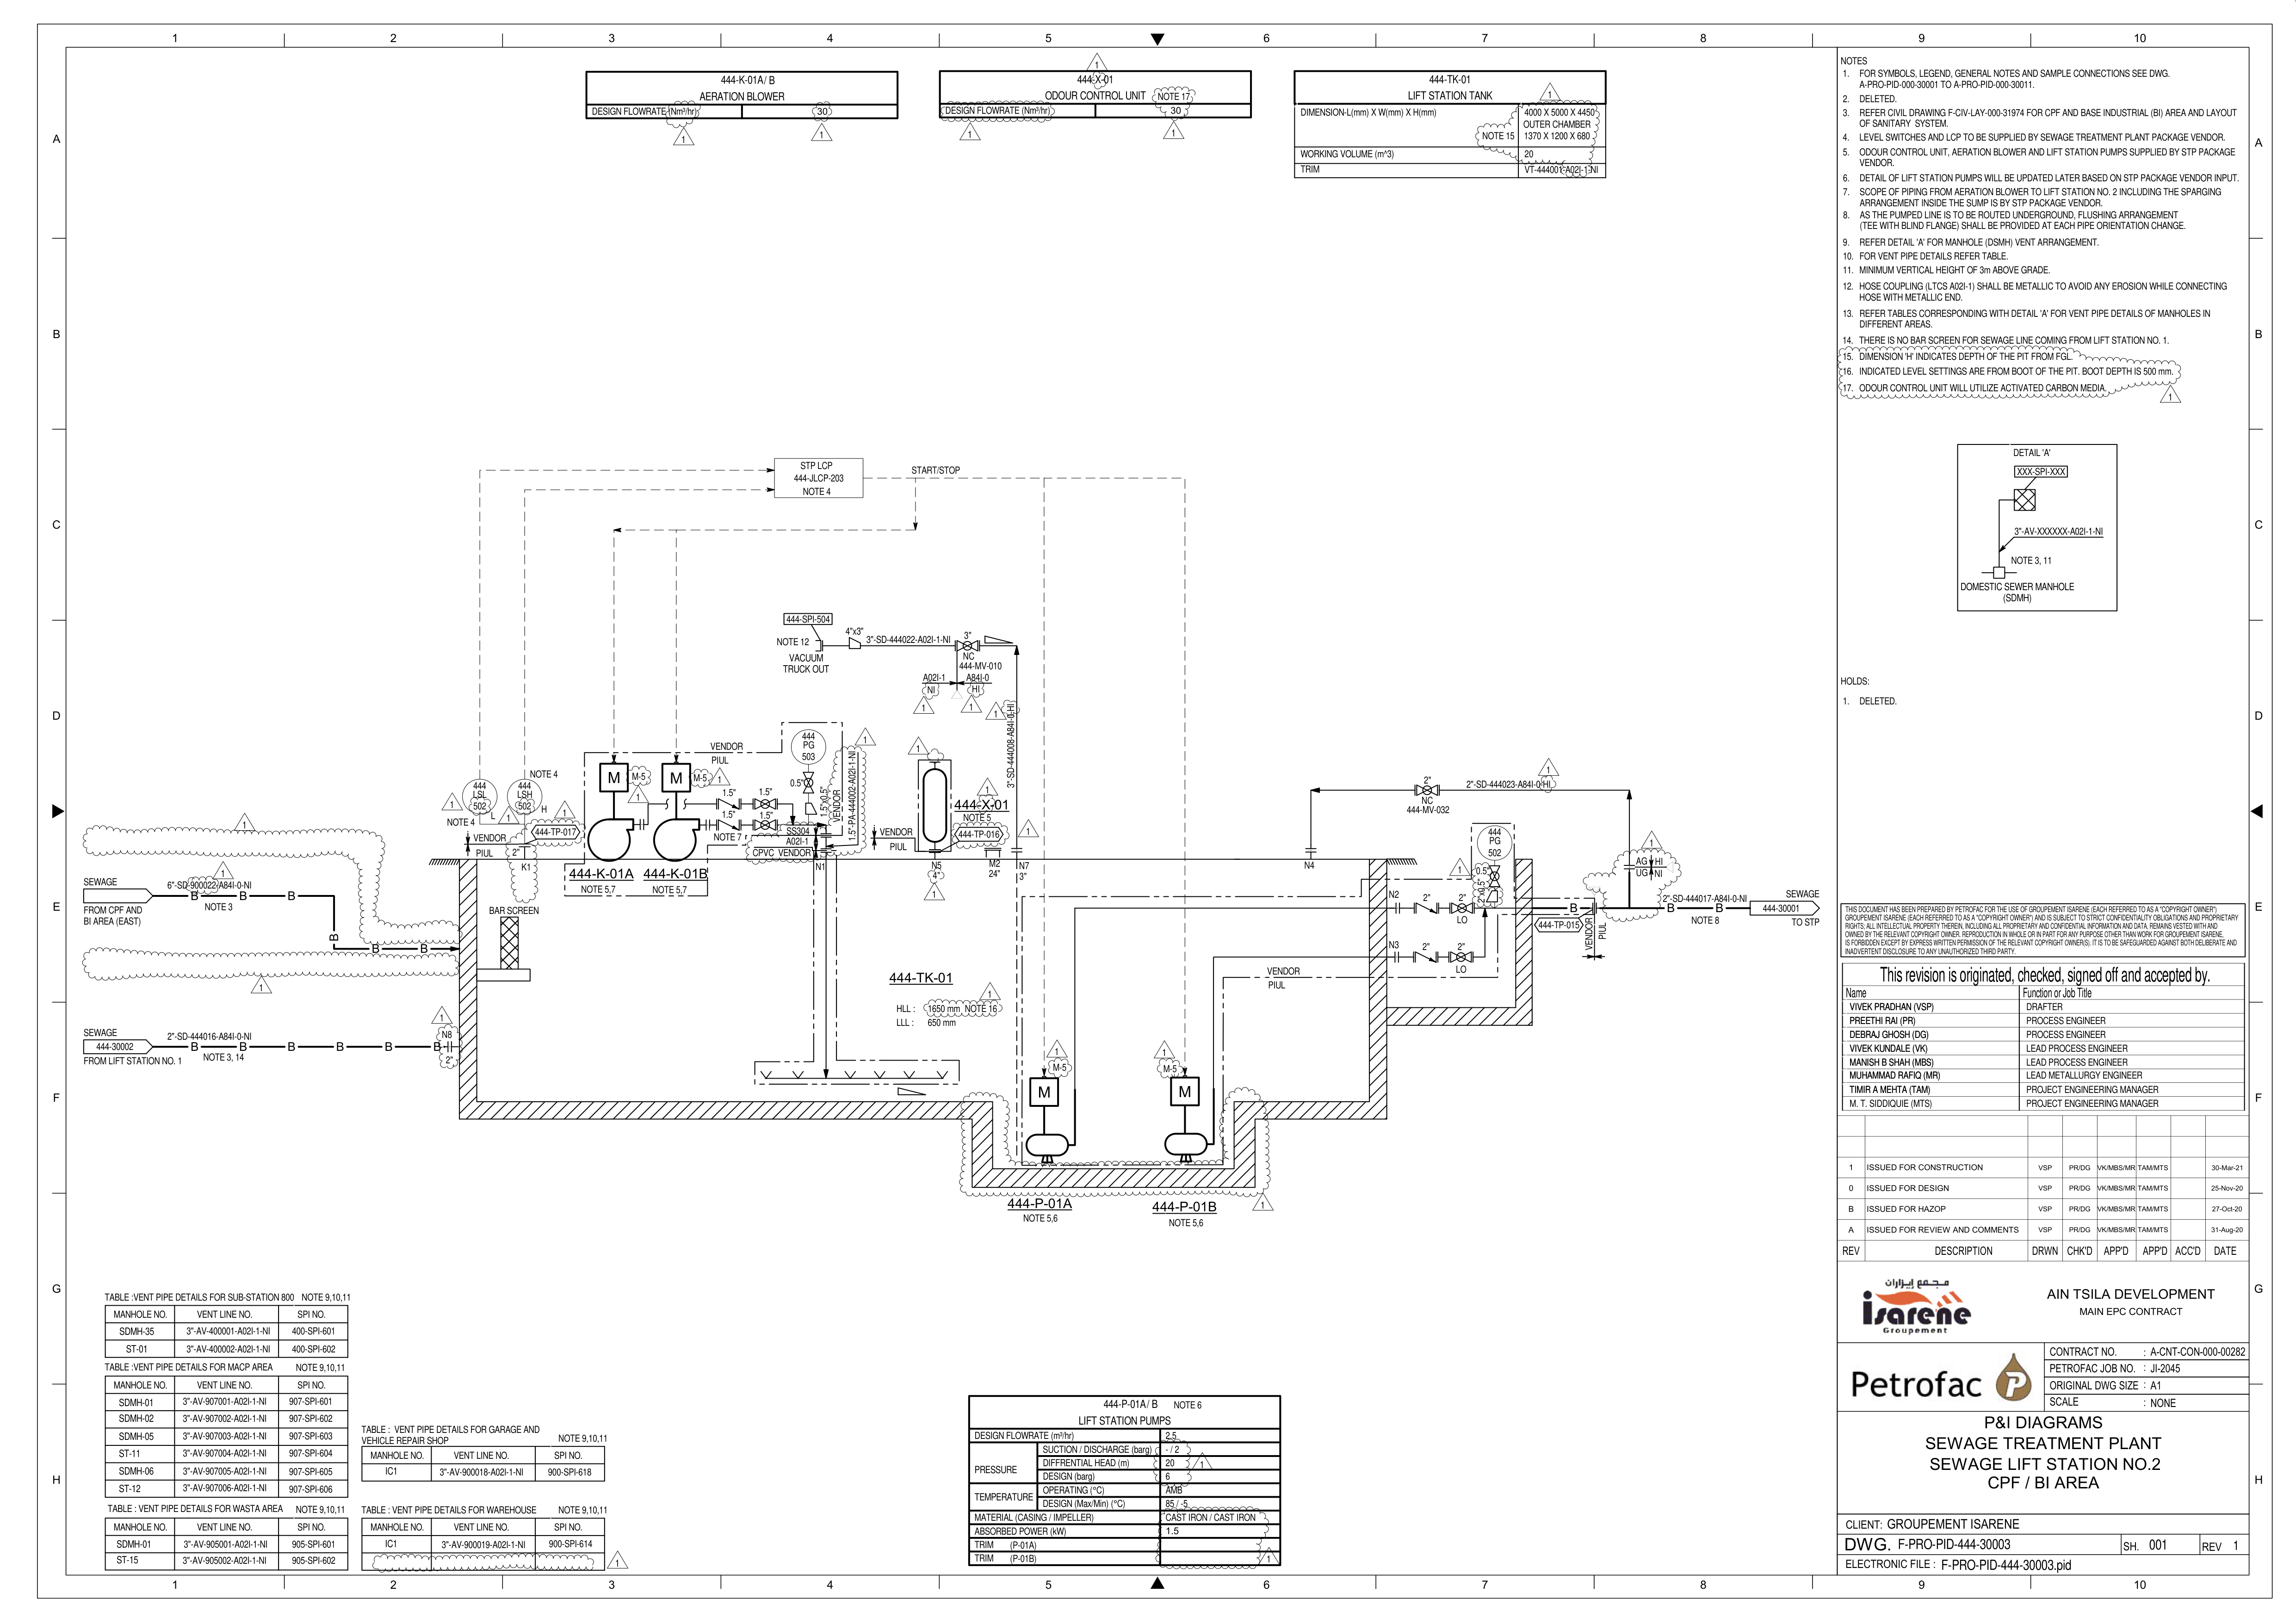 444-K-01A/ B
AERATION BLOWER
DESIGN FLOWRATE (Nm³/hr) 30
1
1
1
444-X-01
ODOUR CONTROL UNIT NOTE 17
DESIGN FLOWRATE (Nm³/hr) 30
1
1
444-TK-01
LIFT STATION TANK
1
DIMENSION-L(mm) X W(mm) X H(mm) 4000 X 5000 X 4450
OUTER CHAMBER
NOTE 15 1370 X 1200 X 680
WORKING VOLUME (m^3) 20
TRIM VT-444001-A02I-1-NI
NOTES
1. FOR SYMBOLS, LEGEND, GENERAL NOTES AND SAMPLE CONNECTIONS SEE DWG.
A-PRO-PID-000-30001 TO A-PRO-PID-000-30011.
2. DELETED.
3. REFER CIVIL DRAWING F-CIV-LAY-000-31974 FOR CPF AND BASE INDUSTRIAL (BI) AREA AND LAYOUT
OF SANITARY SYSTEM.
4. LEVEL SWITCHES AND LCP TO BE SUPPLIED BY SEWAGE TREATMENT PLANT PACKAGE VENDOR.
5. ODOUR CONTROL UNIT, AERATION BLOWER AND LIFT STATION PUMPS SUPPLIED BY STP PACKAGE
VENDOR.
6. DETAIL OF LIFT STATION PUMPS WILL BE UPDATED LATER BASED ON STP PACKAGE VENDOR INPUT.
7. SCOPE OF PIPING FROM AERATION BLOWER TO LIFT STATION NO. 2 INCLUDING THE SPARGING
ARRANGEMENT INSIDE THE SUMP IS BY STP PACKAGE VENDOR.
8. AS THE PUMPED LINE IS TO BE ROUTED UNDERGROUND, FLUSHING ARRANGEMENT
(TEE WITH BLIND FLANGE) SHALL BE PROVIDED AT EACH PIPE ORIENTATION CHANGE.
9. REFER DETAIL 'A' FOR MANHOLE (DSMH) VENT ARRANGEMENT.
10. FOR VENT PIPE DETAILS REFER TABLE.
11. MINIMUM VERTICAL HEIGHT OF 3m ABOVE GRADE.
12. HOSE COUPLING (LTCS A02I-1) SHALL BE METALLIC TO AVOID ANY EROSION WHILE CONNECTING
HOSE WITH METALLIC END.
13. REFER TABLES CORRESPONDING WITH DETAIL 'A' FOR VENT PIPE DETAILS OF MANHOLES IN
DIFFERENT AREAS.
14. THERE IS NO BAR SCREEN FOR SEWAGE LINE COMING FROM LIFT STATION NO. 1.
15. DIMENSION 'H' INDICATES DEPTH OF THE PIT FROM FGL.
16. INDICATED LEVEL SETTINGS ARE FROM BOOT OF THE PIT. BOOT DEPTH IS 500 mm.
17. ODOUR CONTROL UNIT WILL UTILIZE ACTIVATED CARBON MEDIA.
1
DETAIL 'A'
XXX-SPI-XXX
3"-AV-XXXXXX-A02I-1-NI
NOTE 3, 11
DOMESTIC SEWER MANHOLE
(SDMH)
HOLDS:
1. DELETED.
STP LCP
444-JLCP-203
NOTE 4
START/STOP
444-SPI-504
NOTE 12
VACUUM
TRUCK OUT
4"x3"
3"-SD-444022-A02I-1-NI
3"
NC
444-MV-010
A02I-1 A84I-0
NI HI
1 1 1
3"-SD-444008-A84I-0-HI
VENDOR
PIUL
444
PG
503
0.5"
1.5"x0.5"
VENDOR
1.5"-PA-444002-A02I-1-NI
1
1
NOTE 4
444
LSL
502
L
444
LSH
502
H
NOTE 4
1
1
1
444-TP-017
VENDOR
PIUL
2"
K1
M M-5
M M-5
1
1
1.5" 1.5"
1.5" 1.5"
NOTE 7
SS304
A02I-1
CPVC VENDOR
N1
444-K-01A 444-K-01B
NOTE 5,7 NOTE 5,7
VENDOR
PIUL
1
444-X-01
NOTE 5
444-TP-016
1
N5
4"
1
M2
24"
N7
3"
2"
NC
444-MV-032
2"-SD-444023-A84I-0-HI
1
N4
444
PG
502
0.5"
2"x0.5"
1
N2 2" 2"
LO
N3 2" 2"
LO
VENDOR
PIUL
444-TP-015
VENDOR
PIUL
B
1
AG HI
UG NI
2"-SD-444017-A84I-0-NI
B B
NOTE 8
SEWAGE
444-30001
TO STP
1
SEWAGE
FROM CPF AND
BI AREA (EAST)
1
6"-SD-900022-A84I-0-NI
B B B
NOTE 3
B
B B
1
BAR SCREEN
SEWAGE
444-30002
FROM LIFT STATION NO. 1
2"-SD-444016-A84I-0-NI
B B B B B B
NOTE 3, 14
1
N8
2"
444-TK-01
1
HLL : 1650 mm NOTE 16
LLL : 650 mm
1
M-5
M
1
M-5
M
444-P-01A
NOTE 5,6
444-P-01B
NOTE 5,6
1
TABLE :VENT PIPE DETAILS FOR SUB-STATION 800 NOTE 9,10,11
MANHOLE NO. VENT LINE NO. SPI NO.
SDMH-35 3"-AV-400001-A02I-1-NI 400-SPI-601
ST-01 3"-AV-400002-A02I-1-NI 400-SPI-602
TABLE :VENT PIPE DETAILS FOR MACP AREA NOTE 9,10,11
MANHOLE NO. VENT LINE NO. SPI NO.
SDMH-01 3"-AV-907001-A02I-1-NI 907-SPI-601
SDMH-02 3"-AV-907002-A02I-1-NI 907-SPI-602
SDMH-05 3"-AV-907003-A02I-1-NI 907-SPI-603
ST-11 3"-AV-907004-A02I-1-NI 907-SPI-604
SDMH-06 3"-AV-907005-A02I-1-NI 907-SPI-605
ST-12 3"-AV-907006-A02I-1-NI 907-SPI-606
TABLE : VENT PIPE DETAILS FOR WASTA AREA NOTE 9,10,11
MANHOLE NO. VENT LINE NO. SPI NO.
SDMH-01 3"-AV-905001-A02I-1-NI 905-SPI-601
ST-15 3"-AV-905002-A02I-1-NI 905-SPI-602
TABLE : VENT PIPE DETAILS FOR GARAGE AND
VEHICLE REPAIR SHOP NOTE 9,10,11
MANHOLE NO. VENT LINE NO. SPI NO.
IC1 3"-AV-900018-A02I-1-NI 900-SPI-618
TABLE : VENT PIPE DETAILS FOR WAREHOUSE NOTE 9,10,11
MANHOLE NO. VENT LINE NO. SPI NO.
IC1 3"-AV-900019-A02I-1-NI 900-SPI-614
1
444-P-01A/ B NOTE 6
LIFT STATION PUMPS
DESIGN FLOWRATE (m³/hr) 2.5
PRESSURE
SUCTION / DISCHARGE (barg) - / 2
DIFFRENTIAL HEAD (m) 20
1
DESIGN (barg) 6
TEMPERATURE
OPERATING (°C) AMB
DESIGN (Max/Min) (°C) 85 / -5
MATERIAL (CASING / IMPELLER) CAST IRON / CAST IRON
ABSORBED POWER (kW) 1.5
TRIM (P-01A)
TRIM (P-01B)
1
THIS DOCUMENT HAS BEEN PREPARED BY PETROFAC FOR THE USE OF GROUPEMENT ISARENE (EACH REFERRED TO AS A "COPYRIGHT OWNER")
GROUPEMENT ISARENE (EACH REFERRED TO AS A "COPYRIGHT OWNER") AND IS SUBJECT TO STRICT CONFIDENTIALITY OBLIGATIONS AND PROPRIETARY
RIGHTS; ALL INTELLECTUAL PROPERTY THEREIN, INCLUDING ALL PROPRIETARY AND CONFIDENTIAL INFORMATION AND DATA, REMAINS VESTED WITH AND
OWNED BY THE RELEVANT COPYRIGHT OWNER. REPRODUCTION IN WHOLE OR IN PART FOR ANY PURPOSE OTHER THAN WORK FOR GROUPEMENT ISARENE,
IS FORBIDDEN EXCEPT BY EXPRESS WRITTEN PERMISSION OF THE RELEVANT COPYRIGHT OWNER(S). IT IS TO BE SAFEGUARDED AGAINST BOTH DELIBERATE AND
INADVERTENT DISCLOSURE TO ANY UNAUTHORIZED THIRD PARTY.
This revision is originated, checked, signed off and accepted by.
Name Function or Job Title
VIVEK PRADHAN (VSP) DRAFTER
PREETHI RAI (PR) PROCESS ENGINEER
DEBRAJ GHOSH (DG) PROCESS ENGINEER
VIVEK KUNDALE (VK) LEAD PROCESS ENGINEER
MANISH B SHAH (MBS) LEAD PROCESS ENGINEER
MUHAMMAD RAFIQ (MR) LEAD METALLURGY ENGINEER
TIMIR A MEHTA (TAM) PROJECT ENGINEERING MANAGER
M. T. SIDDIQUIE (MTS) PROJECT ENGINEERING MANAGER
1 ISSUED FOR CONSTRUCTION VSP PR/DG VK/MBS/MR TAM/MTS 30-Mar-21
0 ISSUED FOR DESIGN VSP PR/DG VK/MBS/MR TAM/MTS 25-Nov-20
B ISSUED FOR HAZOP VSP PR/DG VK/MBS/MR TAM/MTS 27-Oct-20
A ISSUED FOR REVIEW AND COMMENTS VSP PR/DG VK/MBS/MR TAM/MTS 31-Aug-20
REV DESCRIPTION DRWN CHK'D APP'D APP'D ACC'D DATE
مجمع إيزاران
isarene
Groupement
AIN TSILA DEVELOPMENT
MAIN EPC CONTRACT
Petrofac
CONTRACT NO. : A-CNT-CON-000-00282
PETROFAC JOB NO. : JI-2045
ORIGINAL DWG SIZE : A1
SCALE : NONE
P&I DIAGRAMS
SEWAGE TREATMENT PLANT
SEWAGE LIFT STATION NO.2
CPF / BI AREA
CLIENT: GROUPEMENT ISARENE
DWG. F-PRO-PID-444-30003 SH. 001 REV 1
ELECTRONIC FILE : F-PRO-PID-444-30003.pid
1 2 3 4 5 6 7 8 9 10
A B C D E F G H